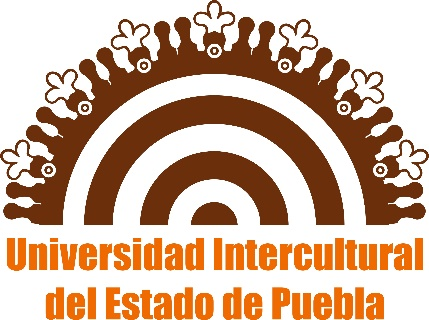 Universidad Intercultural
del Estado de Puebla